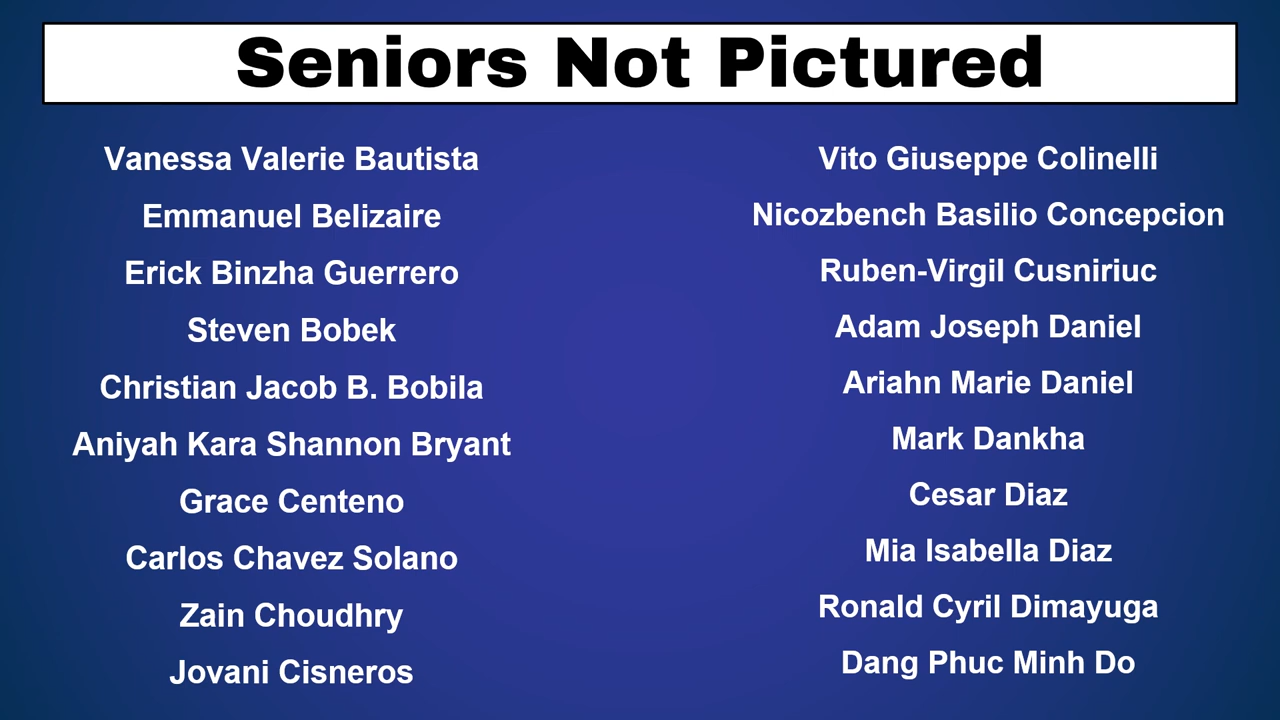 Seniors Not Pictured
Vanessa Valerie Bautista
Emmanuel Belizaire
Erick Binzha Guerrero
Steven Bobek
Christian Jacob B. Bobila
Aniyah Kara Shannon Bryant
Grace Centeno
Carlos Chavez Solano
Zain Choudhry
Jovani Cisneros
Vito Giuseppe Colinelli
Nicozbench Basilio Concepcion
Ruben-Virgil Cusniriuc
Adam Joseph Daniel
Ariahn Marie Daniel
Mark Dankha
Cesar Diaz
Mia Isabella Diaz
Ronald Cyril Dimayuga
Dang Phuc Minh Do